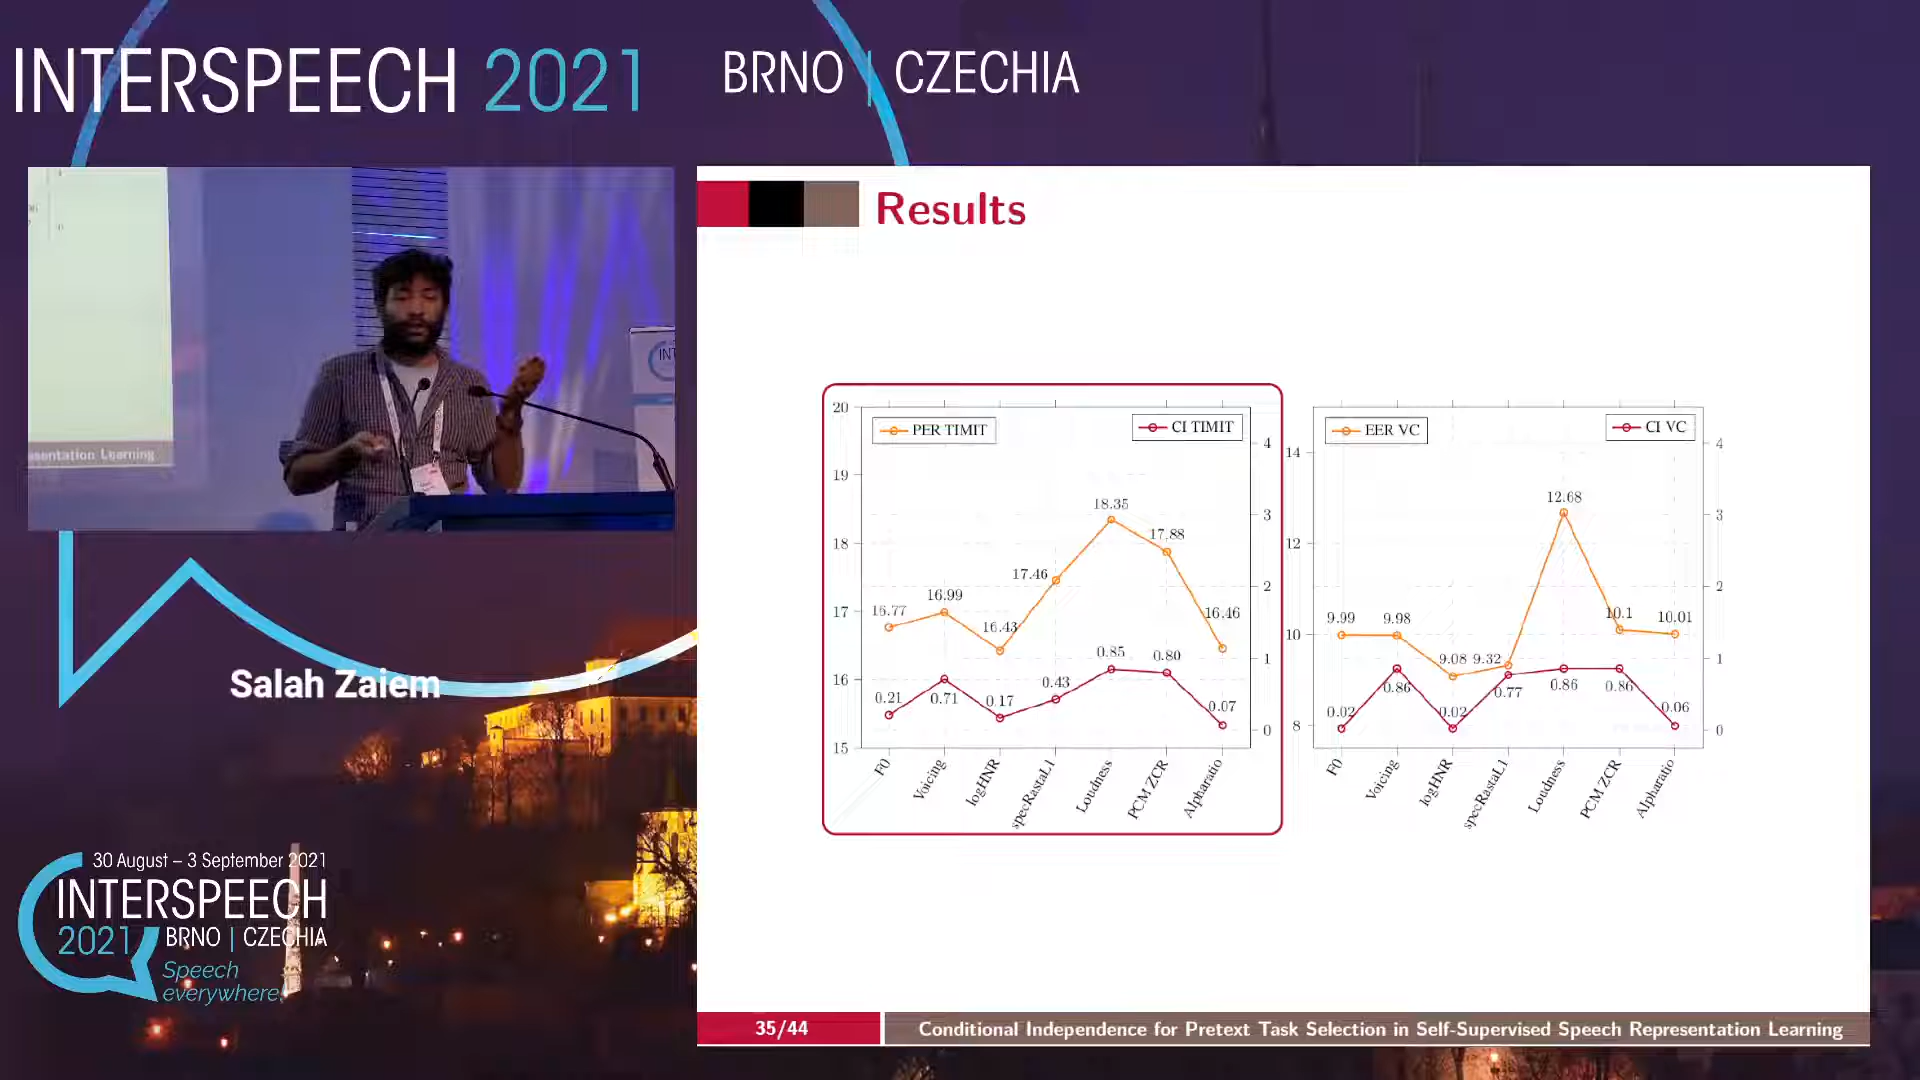 INTERSPEECH 2021 BRNO | CZECHIA
Results
20
19
18
17
16
15
PER TIMIT
CI TIMIT
4
3
2
1
0
16.77
16.99
16.43
17.46
18.35
17.88
16.46
0.21
0.71
0.17
0.43
0.85
0.80
0.07
F0
Voicing
logHNR
specRastaL1
Loudness
PCM ZCR
Alpharatio
14
12
10
8
EER VC
CI VC
4
3
2
1
0
9.99
9.98
9.08
9.32
12.68
10.1
10.01
0.02
0.86
0.02
0.77
0.86
0.86
0.06
F0
Voicing
logHNR
specRastaL1
Loudness
PCM ZCR
Alpharatio
esentation Learning
Salah Zaiem
30 August – 3 September 2021
INTERSPEECH
2021 BRNO | CZECHIA
Speech
everywhere
35/44
Conditional Independence for Pretext Task Selection in Self-Supervised Speech Representation Learning